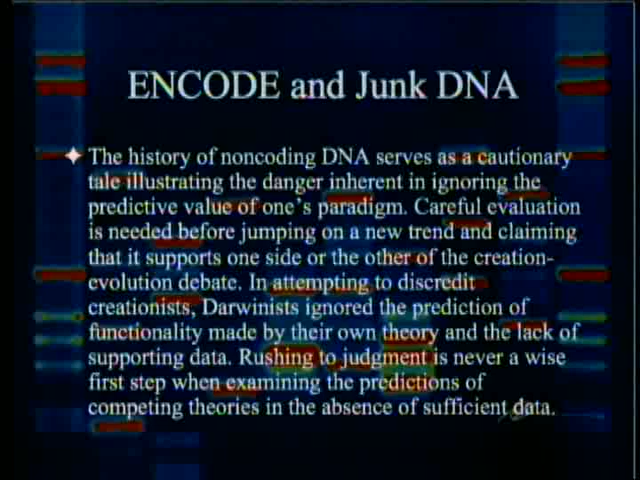 ENCODE and Junk DNA
The history of noncoding DNA serves as a cautionary
tale illustrating the danger inherent in ignoring the
predictive value of one's paradigm. Careful evaluation
is needed before jumping on a new trend and claiming
that it supports one side or the other of the creation-
evolution debate. In attempting to discredit
creationists, Darwinists ignored the prediction of
functionality made by their own theory and the lack of
supporting data. Rushing to judgment is never a wise
first step when examining the predictions of
competing theories in the absence of sufficient data.